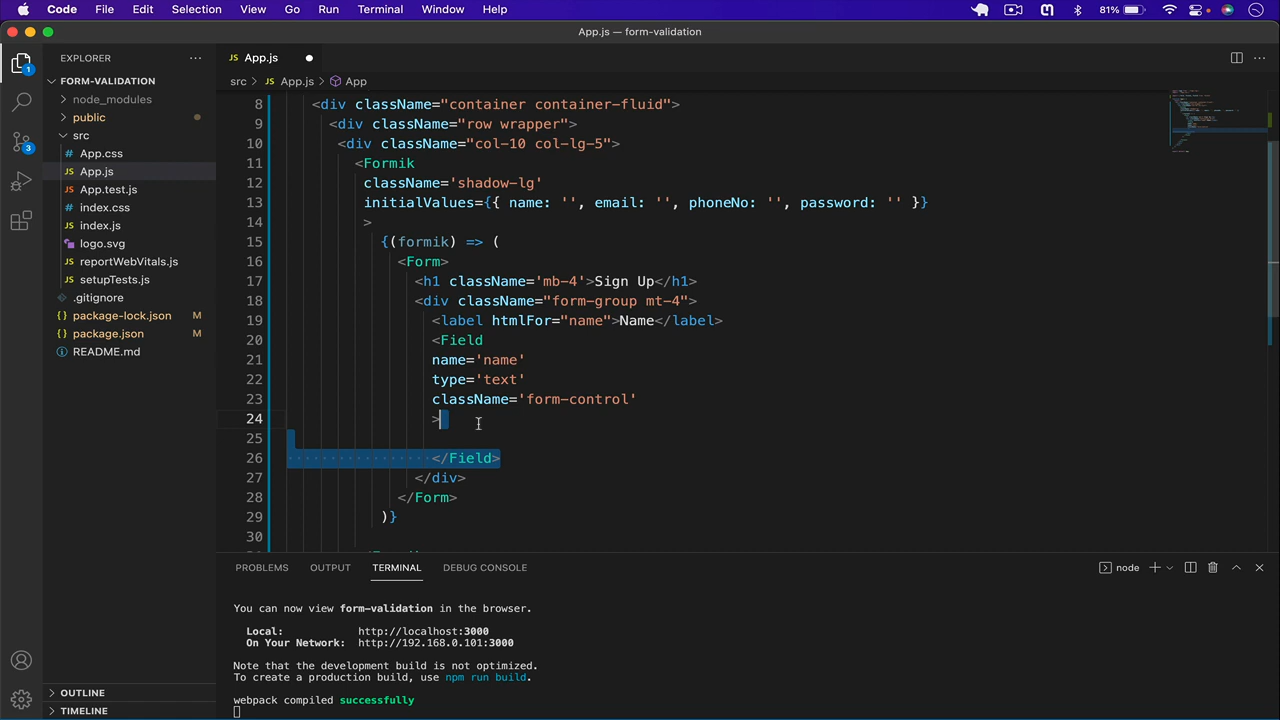 Code File Edit Selection View Go Run Terminal Window Help 81%
App.js — form-validation
EXPLORER
FORM-VALIDATION
node_modules
public
src
# App.css
JS App.js
JS App.test.js
# index.css
JS index.js
logo.svg
JS reportWebVitals.js
JS setupTests.js
.gitignore
{} package-lock.json M
{} package.json M
README.md
OUTLINE
TIMELINE
1
3
JS App.js
src > JS App.js > App
8 <div className="container container-fluid">
9 <div className="row wrapper">
10 <div className="col-10 col-lg-5">
11 <Formik
12 className='shadow-lg'
13 initialValues={{ name: '', email: '', phoneNo: '', password: '' }}
14 >
15 {(formik) => (
16 <Form>
17 <h1 className='mb-4'>Sign Up</h1>
18 <div className="form-group mt-4">
19 <label htmlFor="name">Name</label>
20 <Field
21 name='name'
22 type='text'
23 className='form-control'
24 >
25
26 </Field>
27 </div>
28 </Form>
29 )}
30
PROBLEMS OUTPUT TERMINAL DEBUG CONSOLE
node
You can now view form-validation in the browser.
Local: http://localhost:3000
On Your Network: http://192.168.0.101:3000
Note that the development build is not optimized.
To create a production build, use npm run build.
webpack compiled successfully